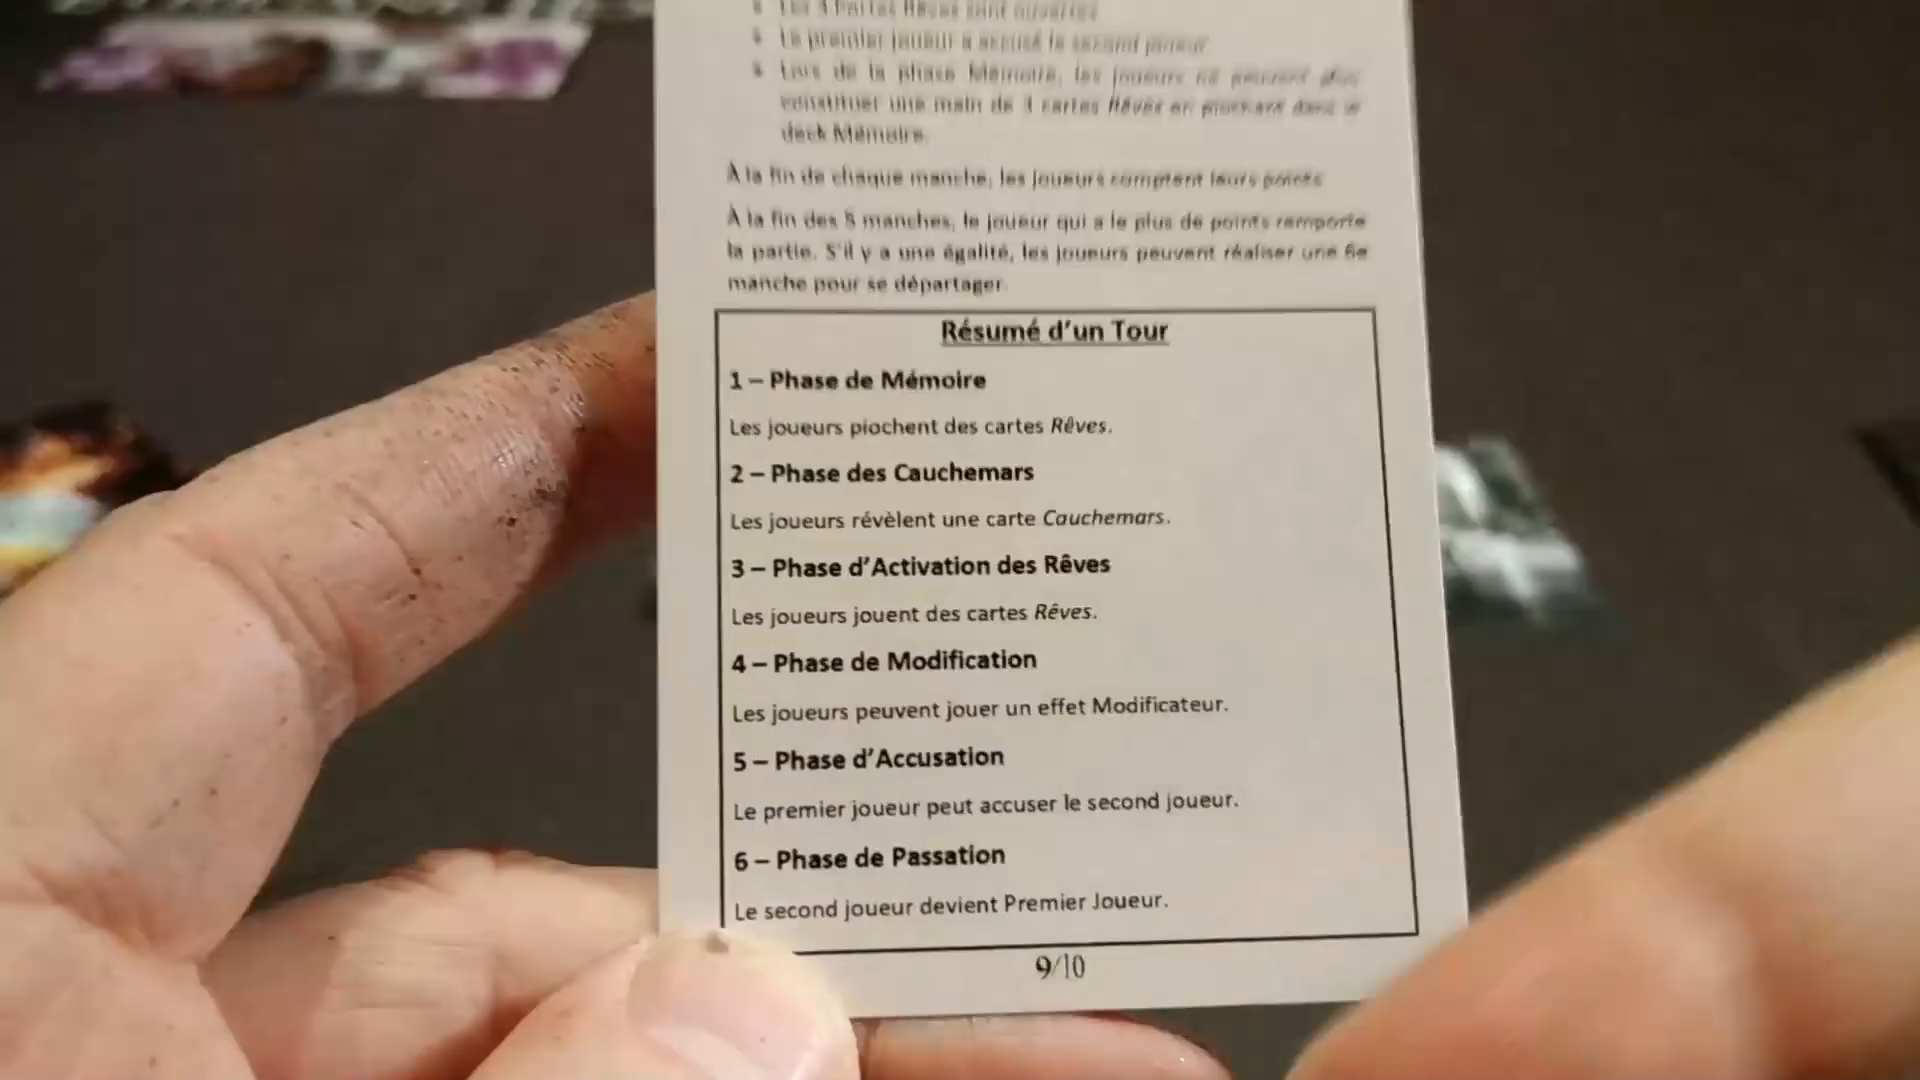 Les 3 Portes Rêves sont ouvertes
Le premier joueur a accusé le second joueur
Lors de la phase Mémoire, les joueurs ne peuvent plus
constituer une main de 3 cartes Rêves en piochant dans le
deck Mémoire.
À la fin de chaque manche, les joueurs comptent leurs points
À la fin des 5 manches, le joueur qui a le plus de points remporte
la partie. S'il y a une égalité, les joueurs peuvent réaliser une 6e
manche pour se départager.
Résumé d'un Tour
1 – Phase de Mémoire
Les joueurs piochent des cartes Rêves.
2 – Phase des Cauchemars
Les joueurs révèlent une carte Cauchemars.
3 – Phase d'Activation des Rêves
Les joueurs jouent des cartes Rêves.
4 – Phase de Modification
Les joueurs peuvent jouer un effet Modificateur.
5 – Phase d'Accusation
Le premier joueur peut accuser le second joueur.
6 – Phase de Passation
Le second joueur devient Premier Joueur.
9/10